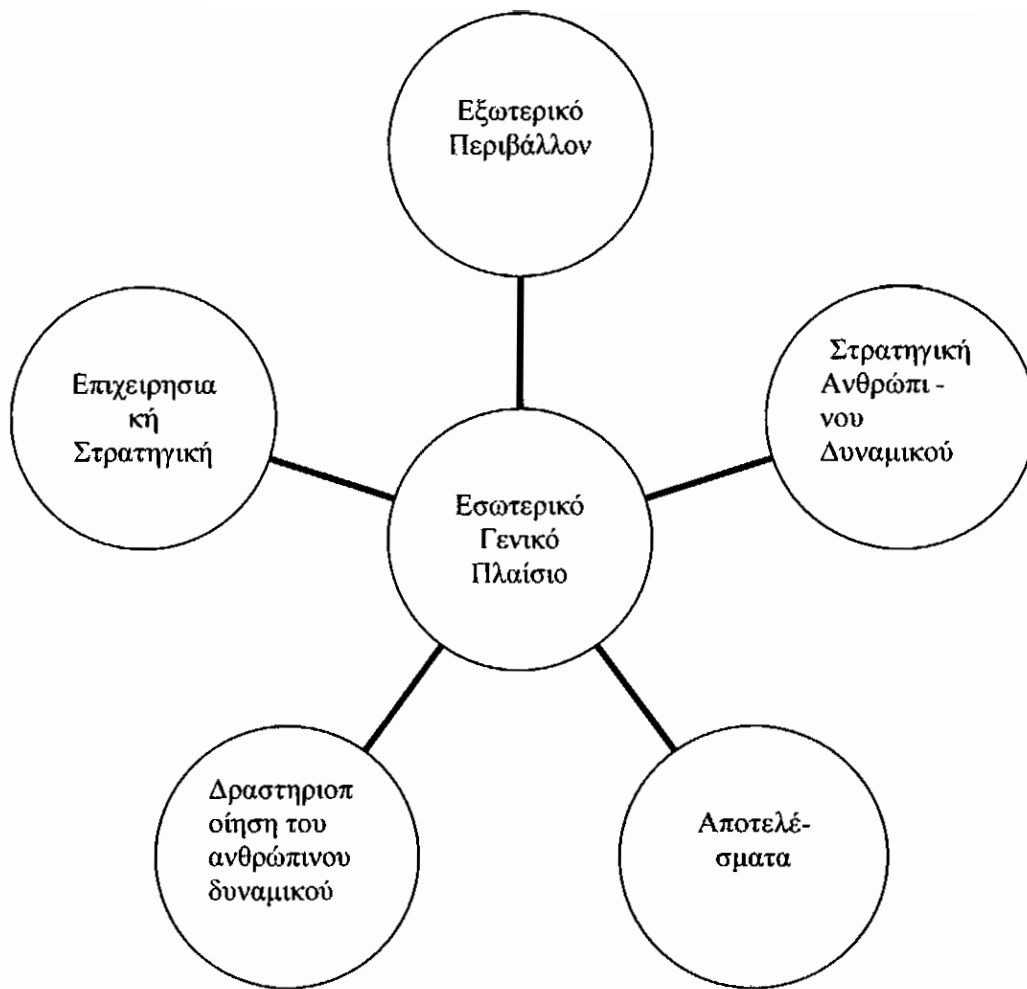 Εξωτερικό
Περιβάλλον
Επιχειρησια
κή
Στρατηγική
Στρατηγική
Ανθρώπι -
νου
Δυναμικού
Εσωτερικό
Γενικό
Πλαίσιο
Δραστηριοπ
οίηση του
ανθρώπινου
δυναμικού
Αποτελέ-
σματα